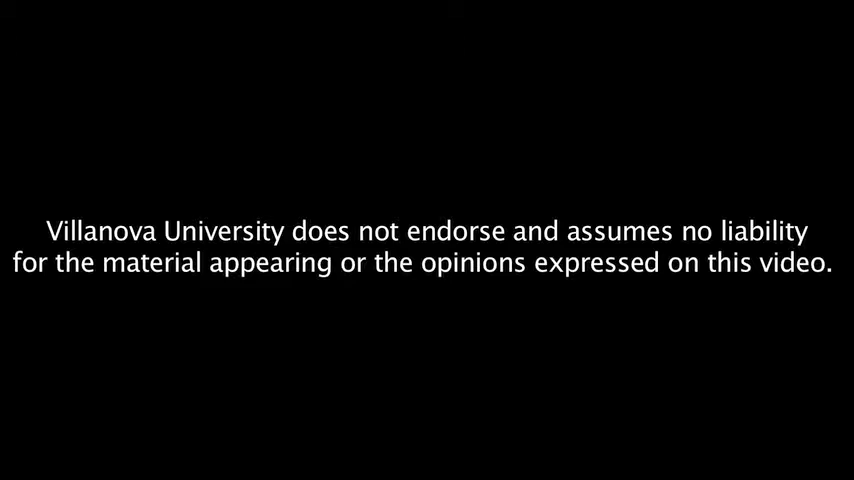 Villanova University does not endorse and assumes no liability
for the material appearing or the opinions expressed on this video.